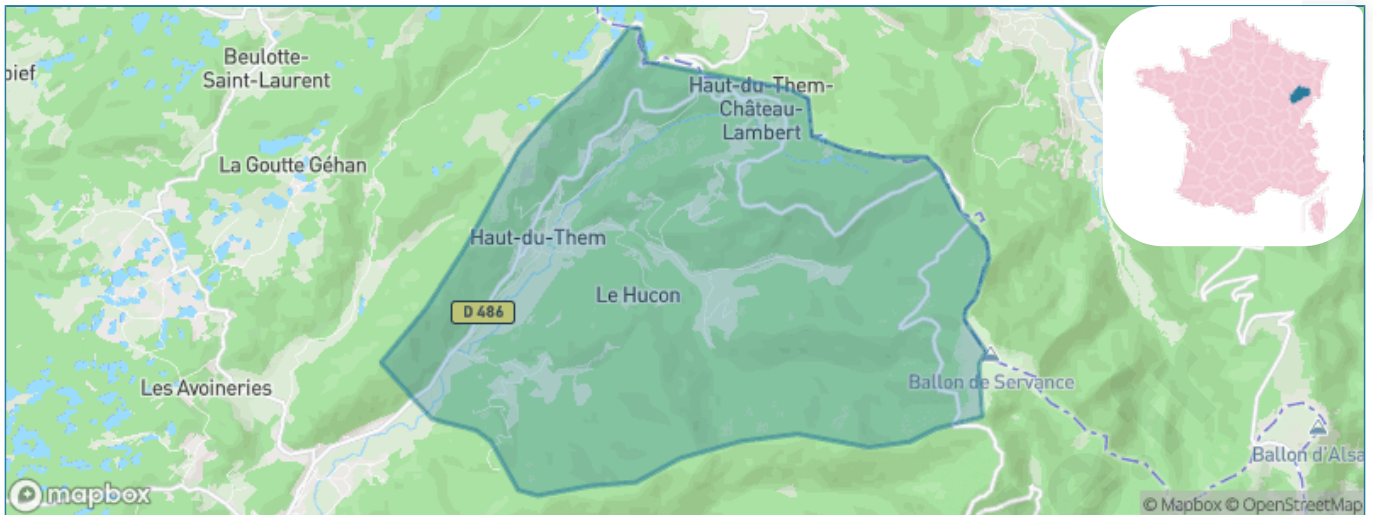 Beulotte-
Saint-Laurent
bief
Haut-du-Them-
Château-
Lambert
La Goutte Géhan
Haut-du-Them
Le Hucon
D 486
Les Avoineries
Ballon de Servance
Ballon d'Alsa
mapbox
© Mapbox © OpenStreetMap